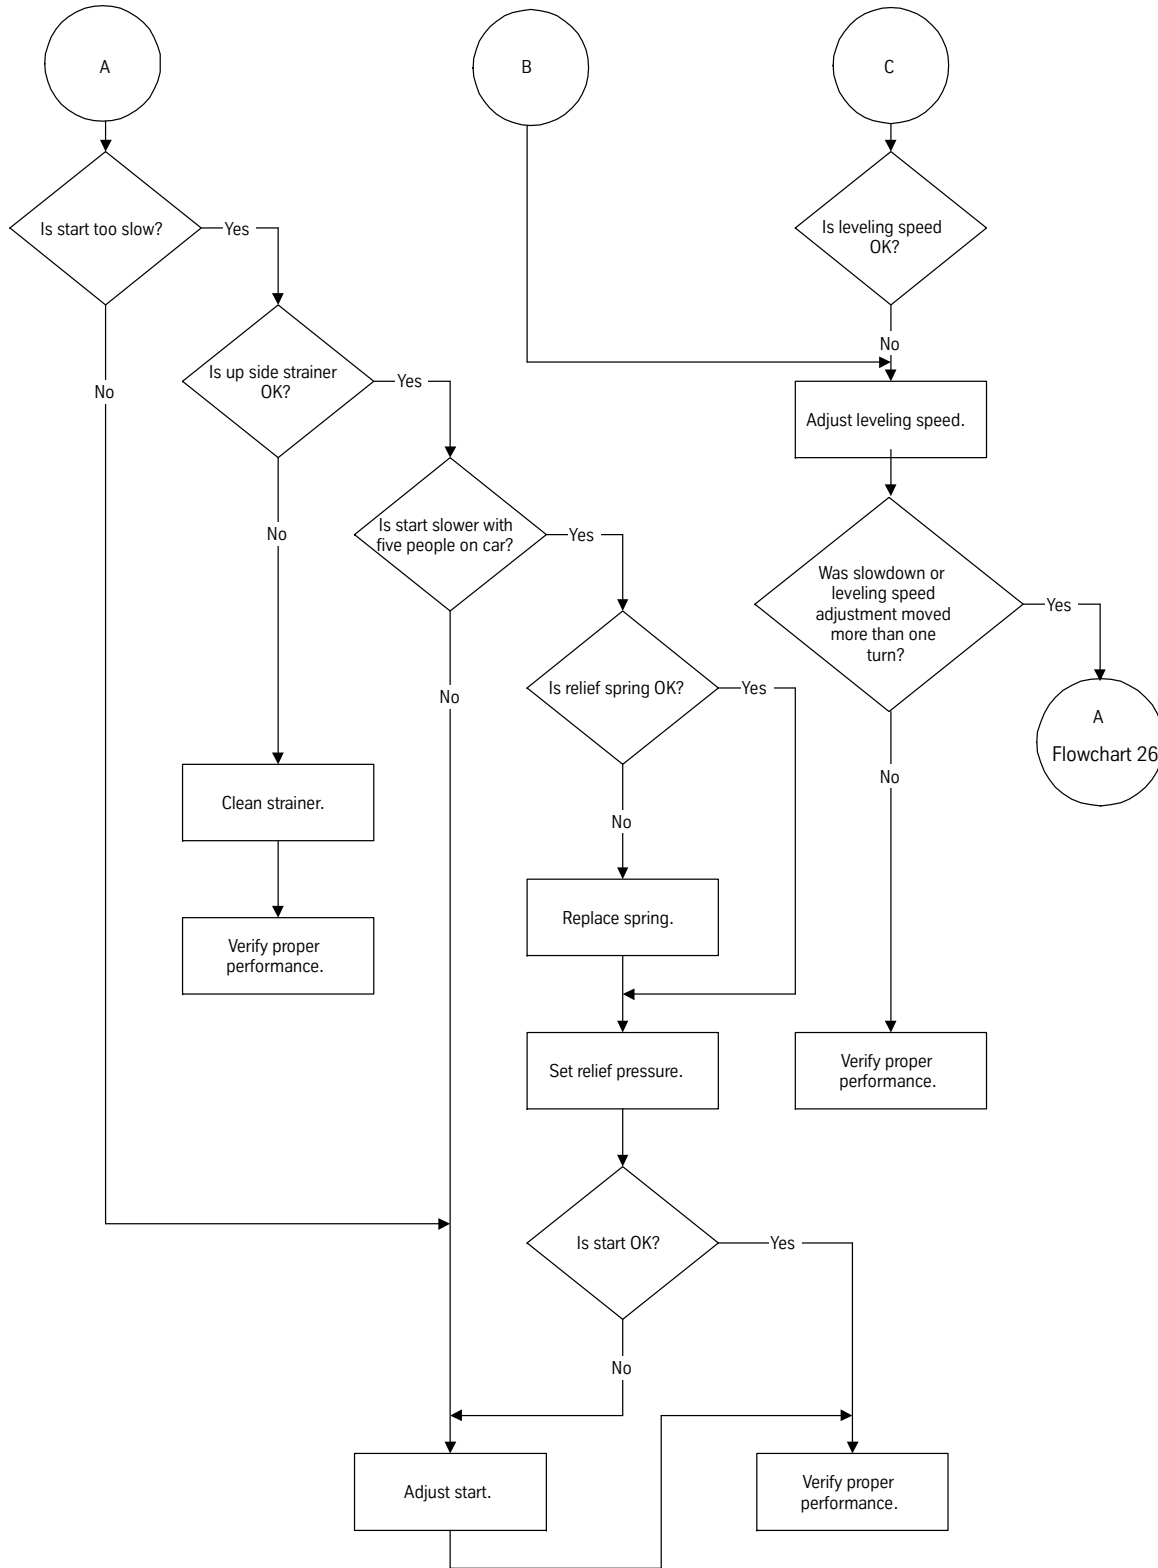 A
B
C
Is start too slow?
Yes
Is leveling speed
OK?
No
No
Is up side strainer
OK?
Yes
Adjust leveling speed.
No
Is start slower with
five people on car?
Yes
Was slowdown or
leveling speed
adjustment moved
more than one
turn?
Yes
No
Is relief spring OK?
Yes
A
Flowchart 26
No
Clean strainer.
No
Replace spring.
Verify proper
performance.
Set relief pressure.
Verify proper
performance.
Is start OK?
Yes
No
Adjust start.
Verify proper
performance.